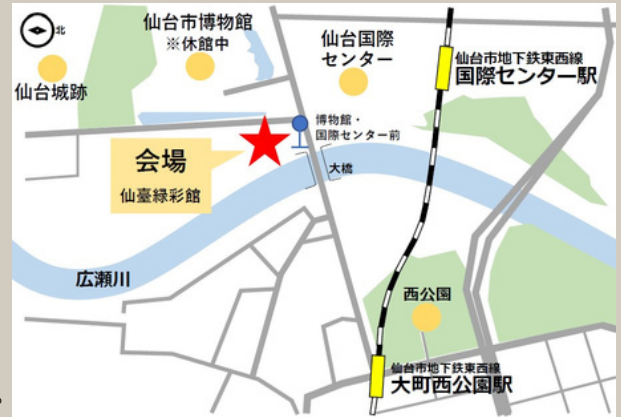 北
仙台城跡
仙台市博物館
※休館中
仙台国際
センター
仙台市地下鉄東西線
国際センター駅
博物館・
国際センター前
大橋
会場
仙臺緑彩館
広瀬川
西公園
仙台市地下鉄東西線
大町西公園駅